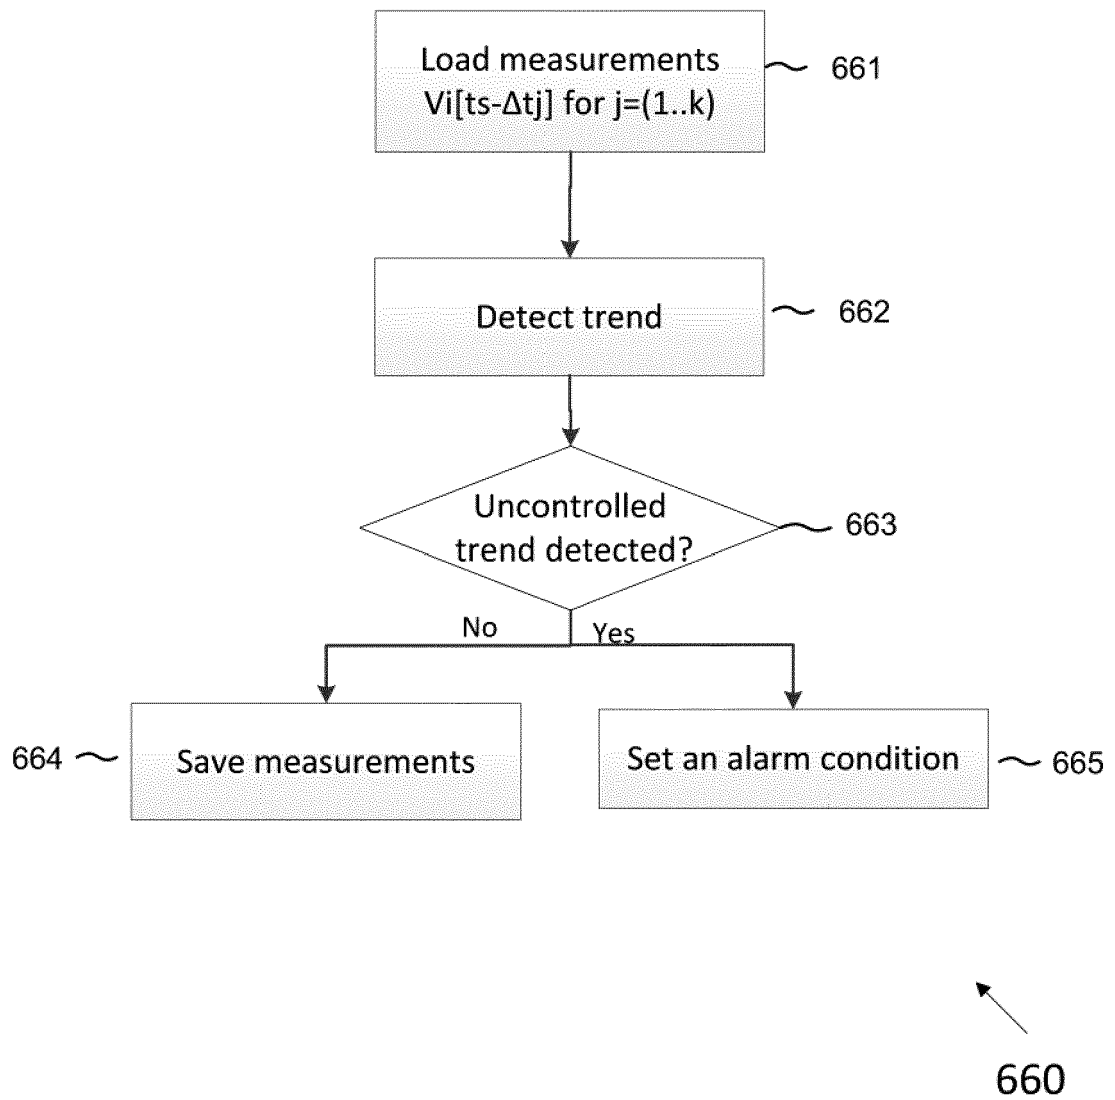 Load measurements
Vi[ts-Δtj] for j=(1..k)
661
Detect trend
662
Uncontrolled
trend detected?
663
No
Yes
664
Save measurements
Set an alarm condition
665
660